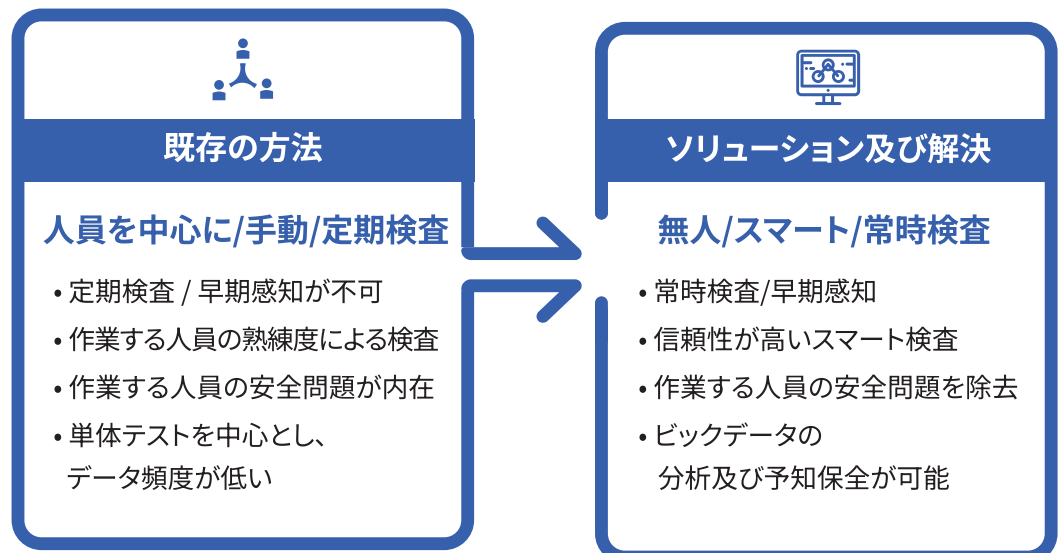 既存の方法
人員を中心に/手動/定期検査
• 定期検査 / 早期感知が不可
• 作業する人員の熟練度による検査
• 作業する人員の安全問題が内在
• 単体テストを中心とし、
データ頻度が低い
ソリューション及び解決
無人/スマート/常時検査
• 常時検査/早期感知
• 信頼性が高いスマート検査
• 作業する人員の安全問題を除去
• ビックデータの
分析及び予知保全が可能